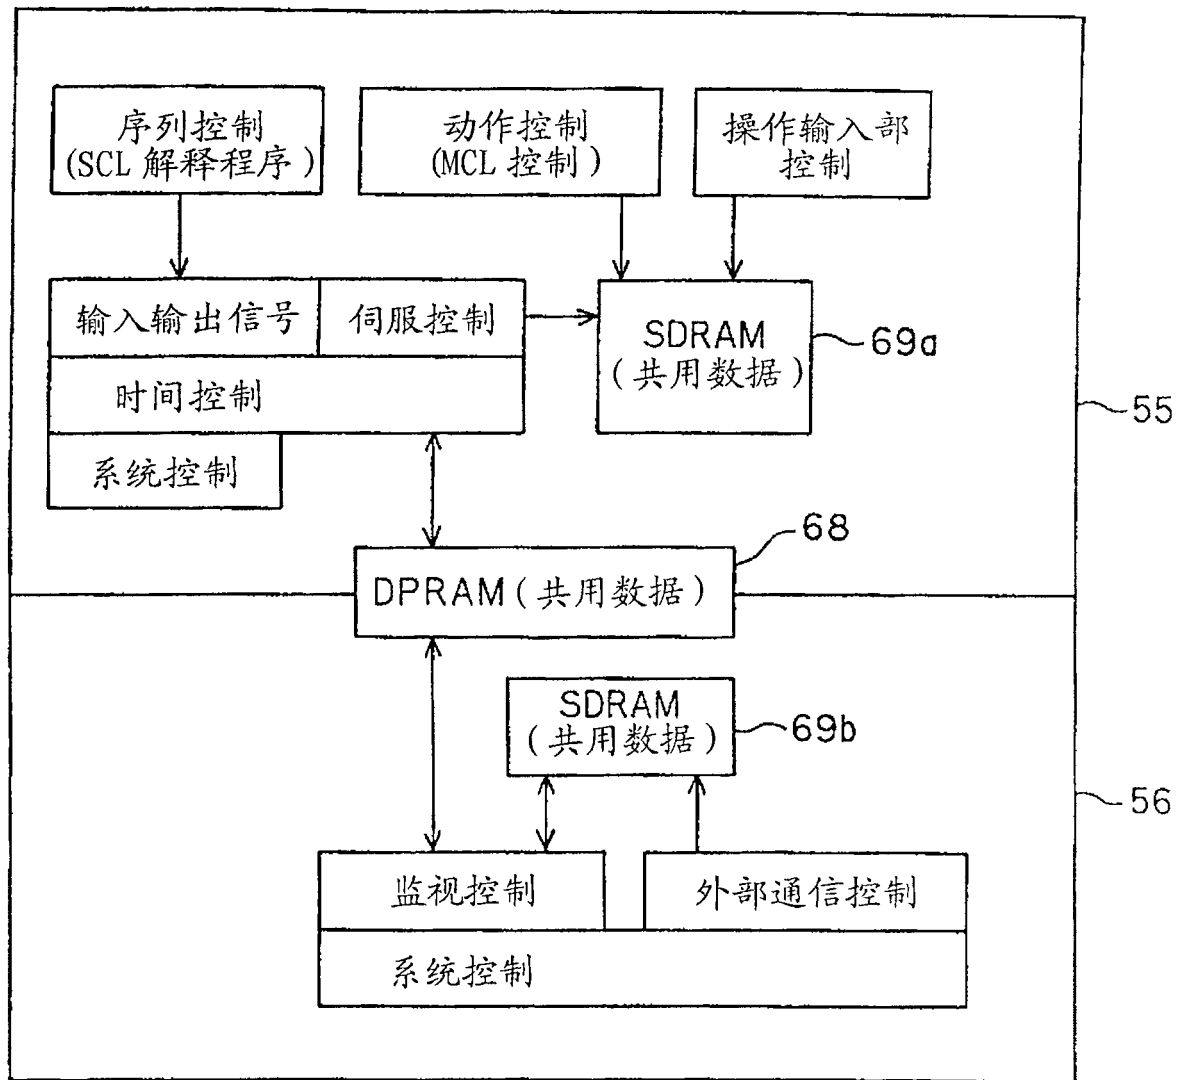 序列控制
(SCL 解释程序)
动作控制
(MCL 控制)
操作输入部
控制
输入输出信号
伺服控制
SDRAM
(共用数据)
69a
时间控制
55
系统控制
68
DPRAM(共用数据)
SDRAM
(共用数据)
69b
56
监视控制
外部通信控制
系统控制